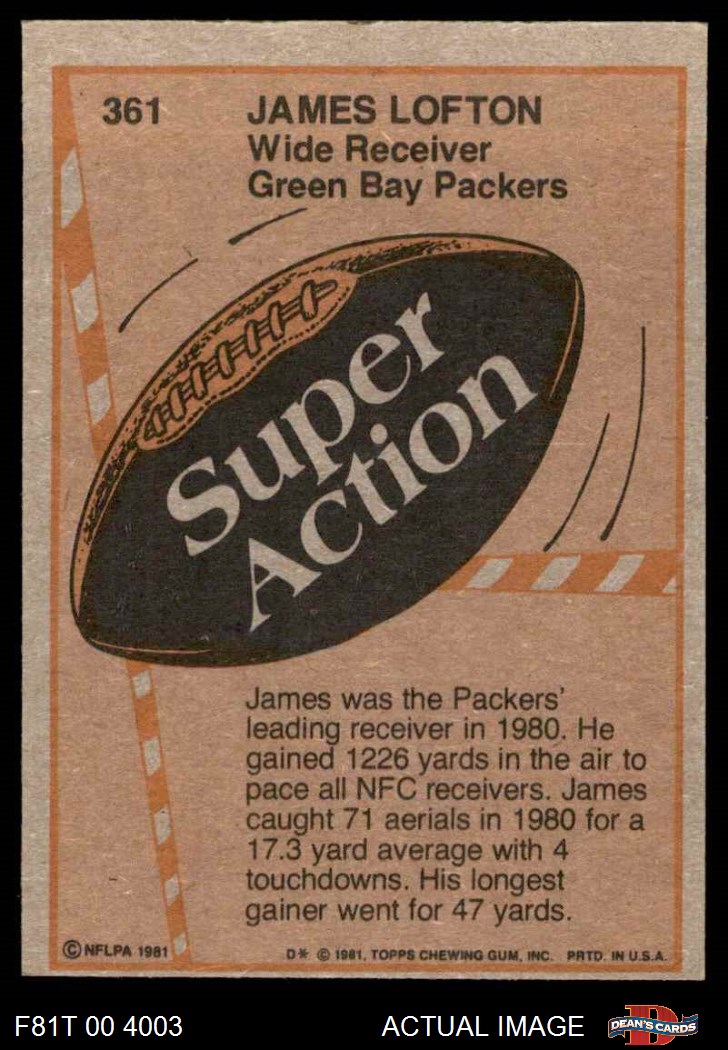 361
JAMES LOFTON
Wide Receiver
Green Bay Packers
Super
Action
James was the Packers'
leading receiver in 1980. He
gained 1226 yards in the air to
pace all NFC receivers. James
caught 71 aerials in 1980 for a
17.3 yard average with 4
touchdowns. His longest
gainer went for 47 yards.
© NFLPA 1981
D* © 1981, TOPPS CHEWING GUM, INC. PRTD. IN U.S.A.
F81T 00 4003
ACTUAL IMAGE
D
DEAN'S CARDS